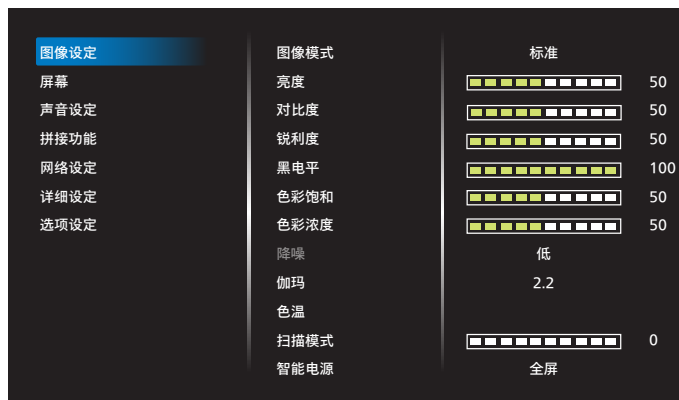 图像设定 图像模式 标准
屏幕 亮度 50
声音设定 对比度 50
拼接功能 锐利度 50
网络设定 黑电平 100
详细设定 色彩饱和 50
选项设定 色彩浓度 50
降噪 低
伽玛 2.2
色温
扫描模式 0
智能电源 全屏